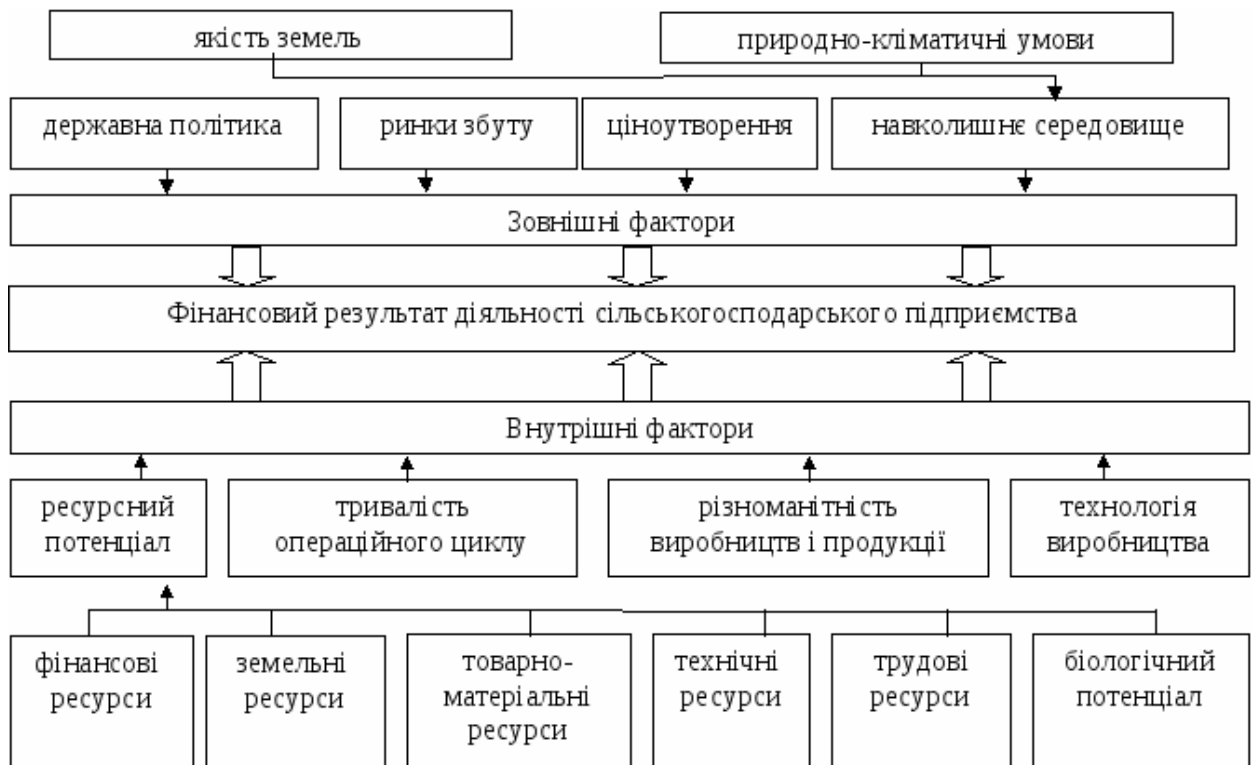 якість земель
природно-кліматичні умови
державна політика
ринки збуту
ціноутворення
навколишнє середовище
Зовнішні фактори
Фінансовий результат діяльності сільськогосподарського підприємства
Внутрішні фактори
ресурсний
потенціал
тривалість
операційного циклу
різноманітність
виробництв і продукції
технологія
виробництва
фінансові
ресурси
земельні
ресурси
товарно-
матеріальні
ресурси
технічні
ресурси
трудові
ресурси
біологічний
потенціал